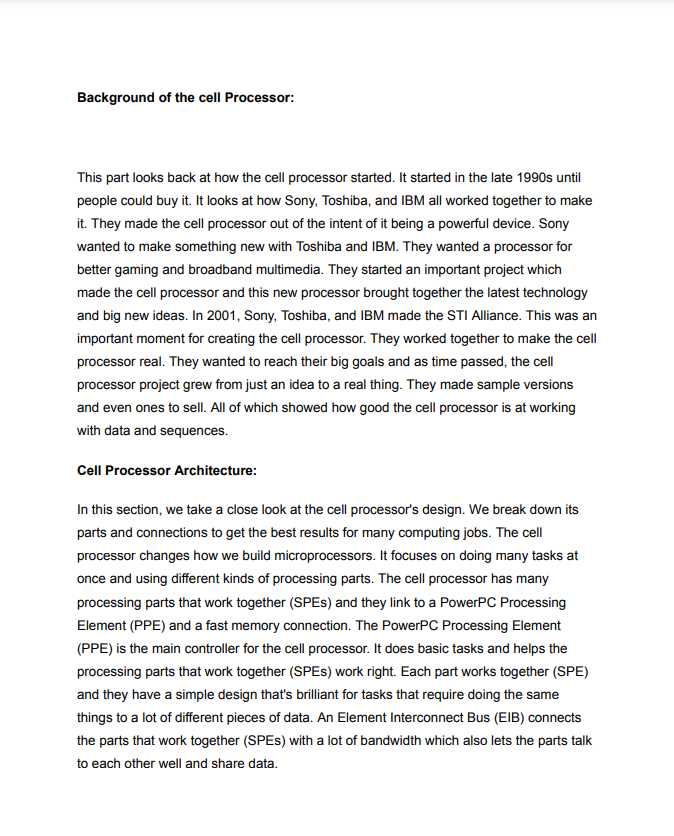 Background of the cell Processor:
This part looks back at how the cell processor started. It started in the late 1990s until
people could buy it. It looks at how Sony, Toshiba, and IBM all worked together to make
it. They made the cell processor out of the intent of it being a powerful device. Sony
wanted to make something new with Toshiba and IBM. They wanted a processor for
better gaming and broadband multimedia. They started an important project which
made the cell processor and this new processor brought together the latest technology
and big new ideas. In 2001, Sony, Toshiba, and IBM made the STI Alliance. This was an
important moment for creating the cell processor. They worked together to make the cell
processor real. They wanted to reach their big goals and as time passed, the cell
processor project grew from just an idea to a real thing. They made sample versions
and even ones to sell. All of which showed how good the cell processor is at working
with data and sequences.
Cell Processor Architecture:
In this section, we take a close look at the cell processor's design. We break down its
parts and connections to get the best results for many computing jobs. The cell
processor changes how we build microprocessors. It focuses on doing many tasks at
once and using different kinds of processing parts. The cell processor has many
processing parts that work together (SPEs) and they link to a PowerPC Processing
Element (PPE) and a fast memory connection. The PowerPC Processing Element
(PPE) is the main controller for the cell processor. It does basic tasks and helps the
processing parts that work together (SPEs) work right. Each part works together (SPE)
and they have a simple design that's brilliant for tasks that require doing the same
things to a lot of different pieces of data. An Element Interconnect Bus (EIB) connects
the parts that work together (SPEs) with a lot of bandwidth which also lets the parts talk
to each other well and share data.